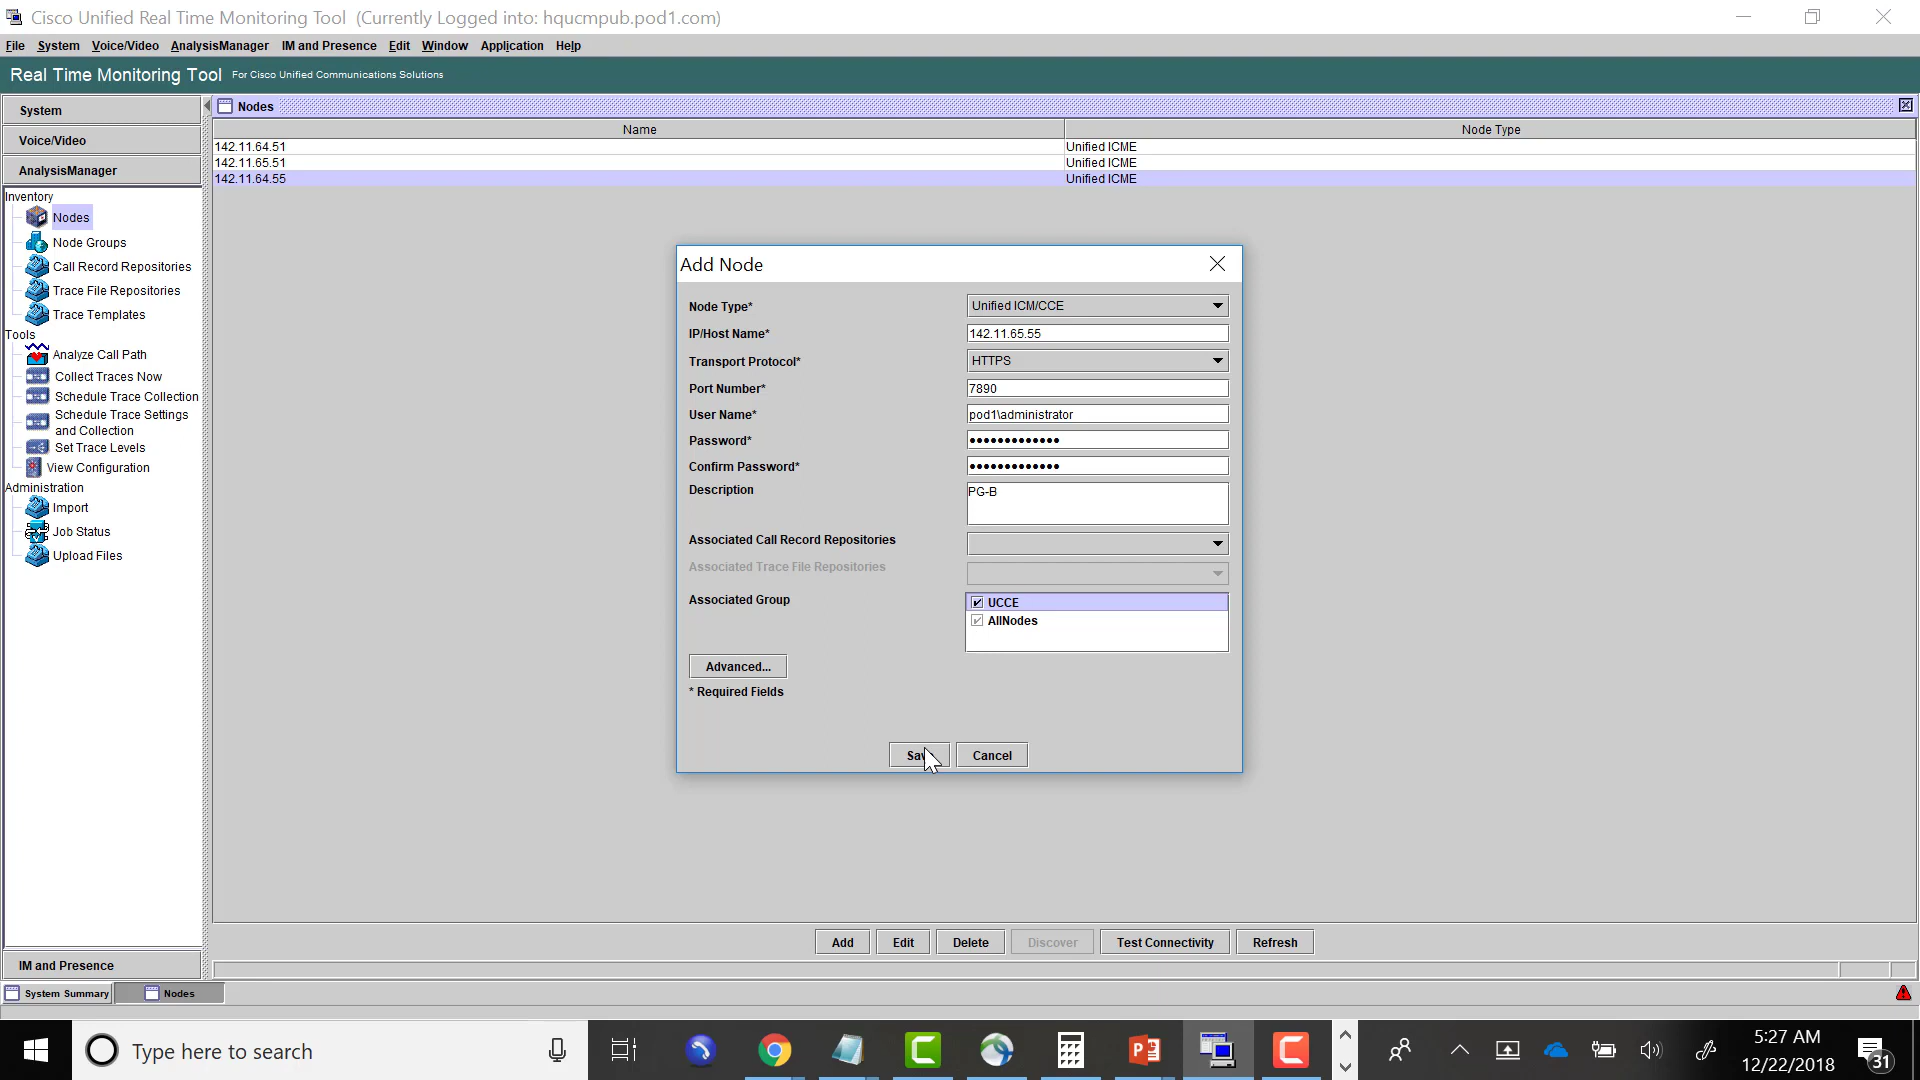 Cisco Unified Real Time Monitoring Tool (Currently Logged into: hqucmpub.pod1.com)
File System Voice/Video AnalysisManager IM and Presence Edit Window Application Help
Real Time Monitoring Tool For Cisco Unified Communications Solutions
System
Voice/Video
AnalysisManager
Inventory
Nodes
Node Groups
Call Record Repositories
Trace File Repositories
Trace Templates
Tools
Analyze Call Path
Collect Traces Now
Schedule Trace Collection
Schedule Trace Settings
and Collection
Set Trace Levels
View Configuration
Administration
Import
Job Status
Upload Files
IM and Presence
Nodes
Name Node Type
142.11.64.51 Unified ICME
142.11.65.51 Unified ICME
142.11.64.55 Unified ICME
Add Node
Node Type* Unified ICM/CCE
IP/Host Name* 142.11.65.55
Transport Protocol* HTTPS
Port Number* 7890
User Name* pod1\administrator
Password* •••••••••••••
Confirm Password* •••••••••••••
Description PG-B
Associated Call Record Repositories
Associated Trace File Repositories
Associated Group UCCE
AllNodes
Advanced...
* Required Fields
Save Cancel
Add Edit Delete Discover Test Connectivity Refresh
System Summary Nodes
Type here to search
5:27 AM
12/22/2018
31